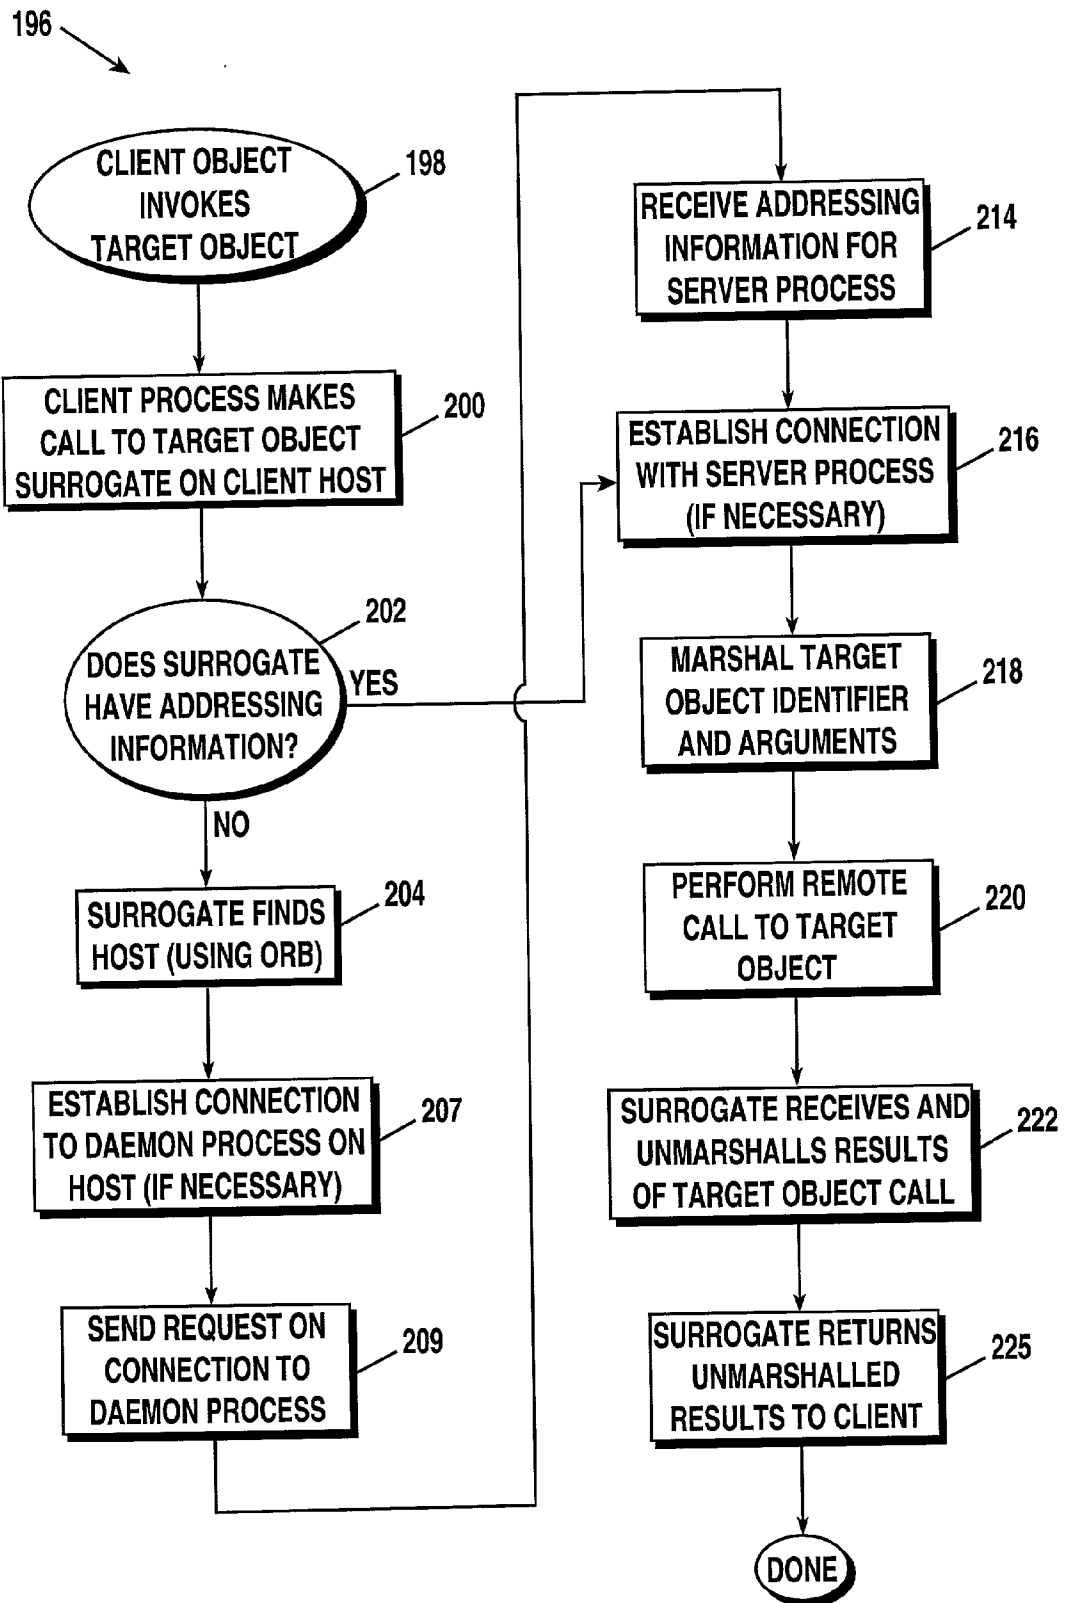 196
CLIENT OBJECT
INVOKES
TARGET OBJECT
198
CLIENT PROCESS MAKES
CALL TO TARGET OBJECT
SURROGATE ON CLIENT HOST
200
DOES SURROGATE
HAVE ADDRESSING
INFORMATION?
202
YES
NO
SURROGATE FINDS
HOST (USING ORB)
204
ESTABLISH CONNECTION
TO DAEMON PROCESS ON
HOST (IF NECESSARY)
207
SEND REQUEST ON
CONNECTION TO
DAEMON PROCESS
209
RECEIVE ADDRESSING
INFORMATION FOR
SERVER PROCESS
214
ESTABLISH CONNECTION
WITH SERVER PROCESS
(IF NECESSARY)
216
MARSHAL TARGET
OBJECT IDENTIFIER
AND ARGUMENTS
218
PERFORM REMOTE
CALL TO TARGET
OBJECT
220
SURROGATE RECEIVES AND
UNMARSHALLS RESULTS
OF TARGET OBJECT CALL
222
SURROGATE RETURNS
UNMARSHALLED
RESULTS TO CLIENT
225
DONE